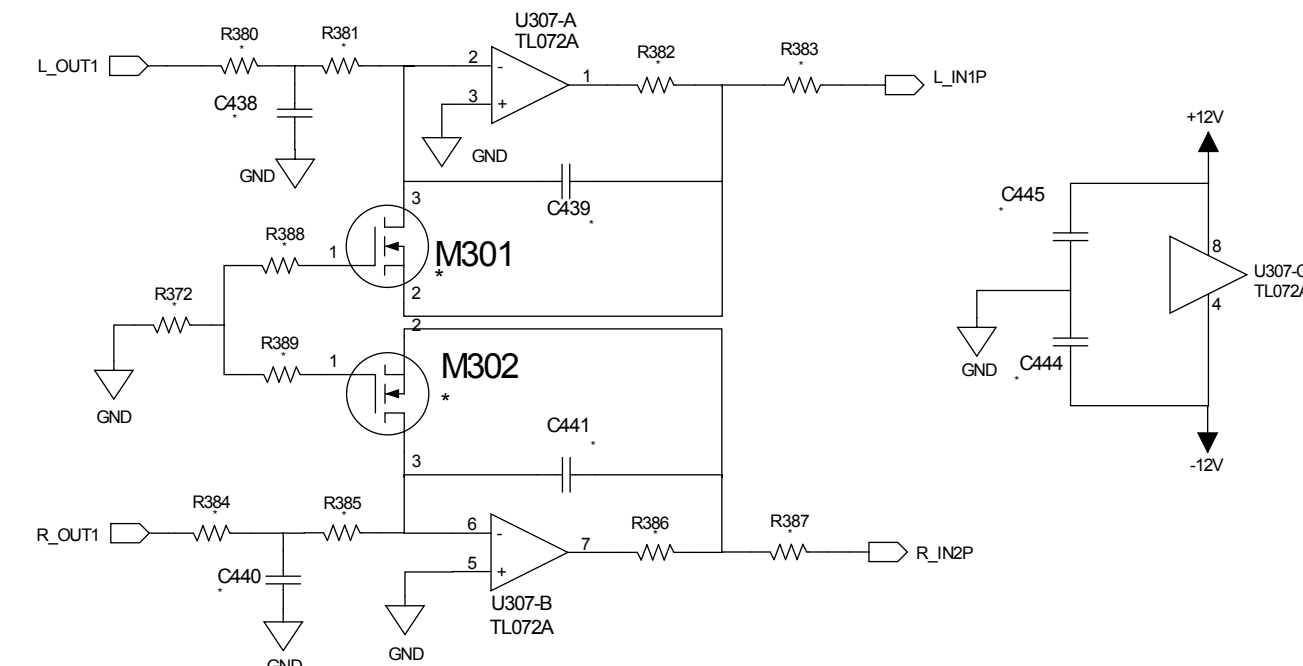 U307-A
TL072A
R380
*
R381
*
R382
*
R383
*
L_OUT1
2
-
1
L_IN1P
3
+
C438
*
GND
GND
+12V
C445
*
C439
*
3
R388
*
1
M301
*
8
U307-C
TL072A
4
2
R372
*
2
R389
*
1
M302
*
GND
C444
*
GND
C441
*
3
-12V
R384
*
R385
*
R386
*
R387
*
R_OUT1
6
-
7
R_IN2P
5
+
C440
*
U307-B
TL072A
GND
GND